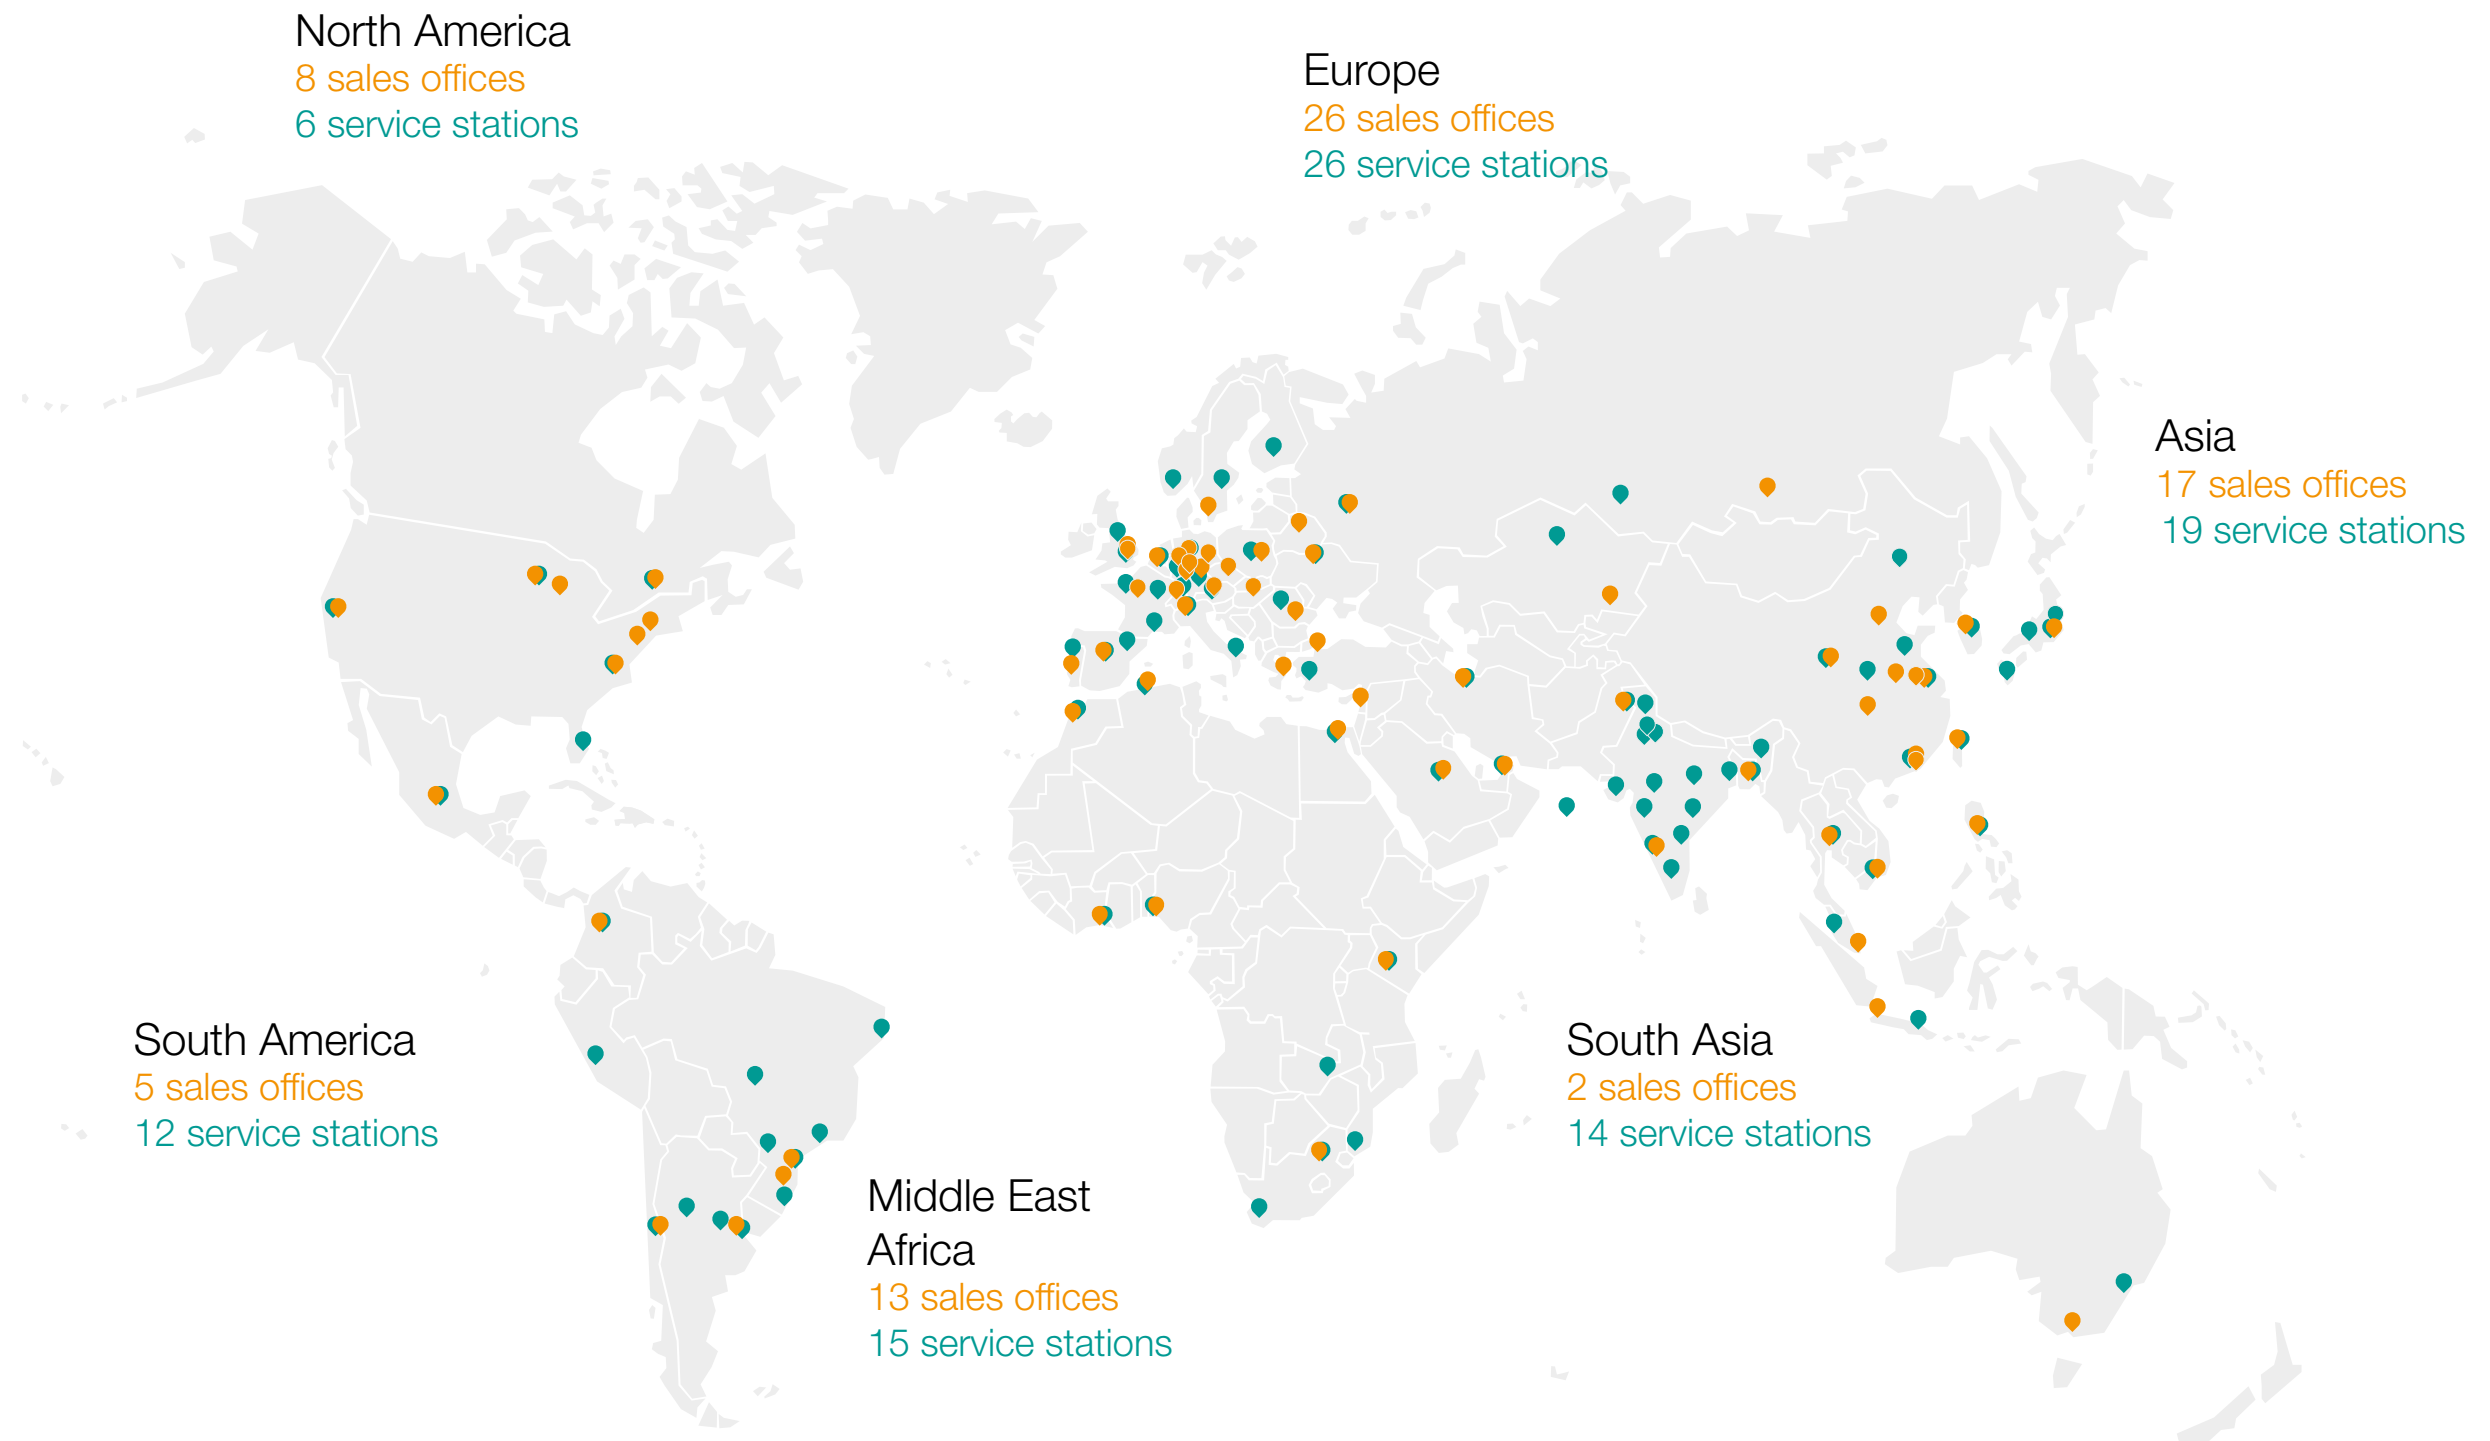 North America
8 sales offices
6 service stations
Europe
26 sales offices
26 service stations
Asia
17 sales offices
19 service stations
South America
5 sales offices
12 service stations
South Asia
2 sales offices
14 service stations
Middle East
Africa
13 sales offices
15 service stations